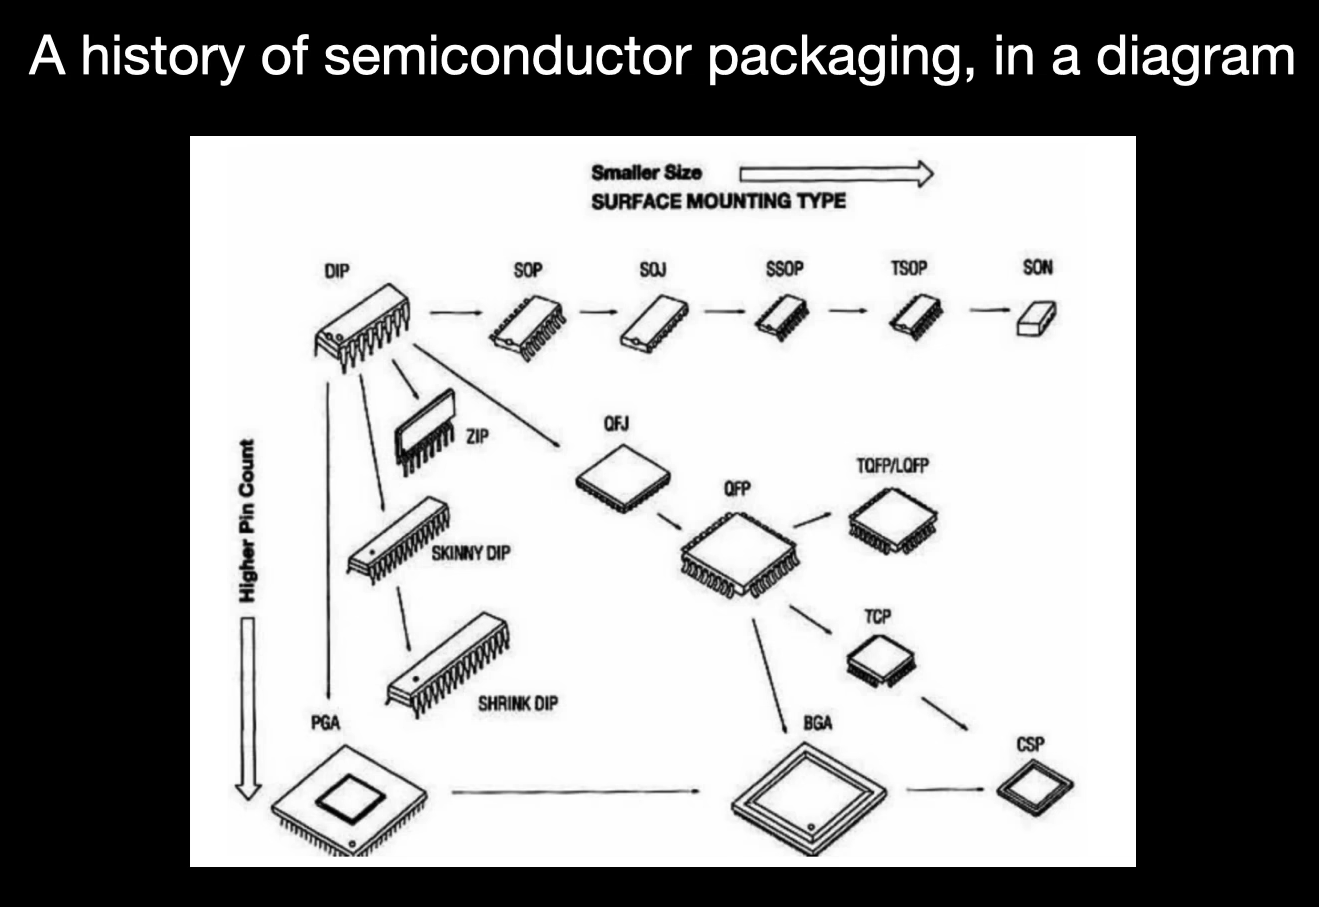 A history of semiconductor packaging, in a diagram
Smaller Size
SURFACE MOUNTING TYPE
DIP
SOP
SOJ
SSOP
TSOP
SON
ZIP
QFJ
QFP
TQFP/LQFP
Higher Pin Count
SKINNY DIP
TCP
SHRINK DIP
PGA
BGA
CSP